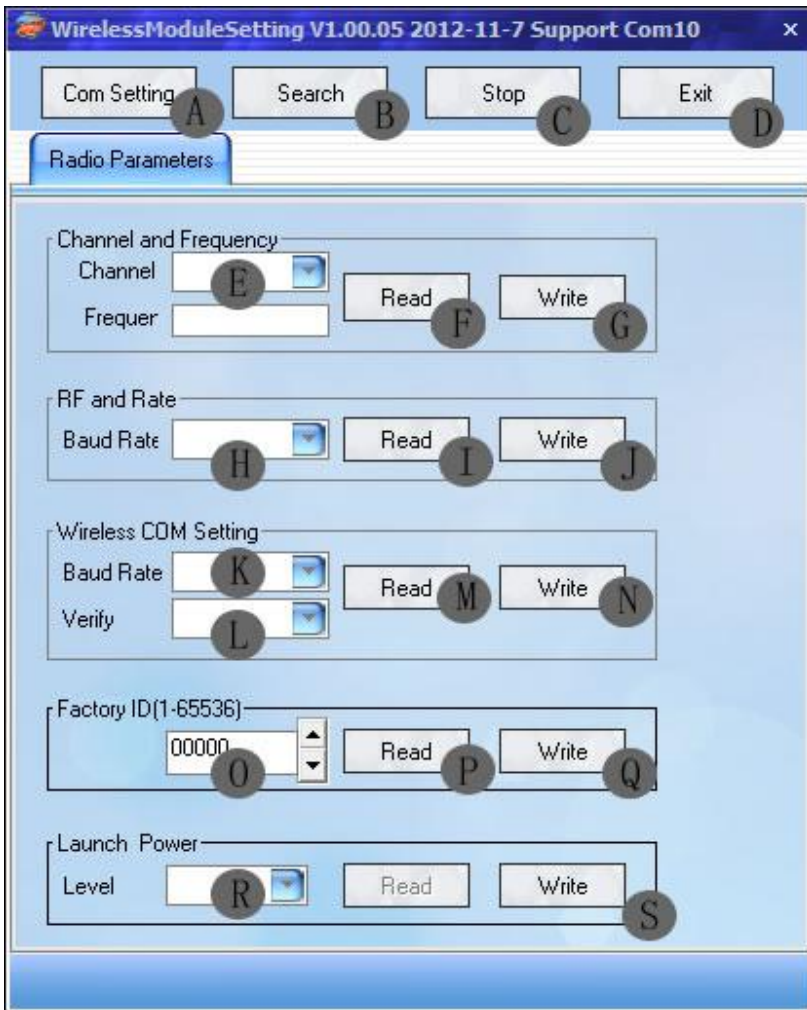 WirelessModuleSetting V1.00.05 2012-11-7 Support Com10 ×
Com Setting A Search B Stop C Exit D
Radio Parameters
Channel and Frequency
Channel E
Read F Write G
Frequer
RF and Rate
Baud Rate H Read I Write J
Wireless COM Setting
Baud Rate K
Read M Write N
Verify L
Factory ID(1-65536)
00000 O Read P Write Q
Launch Power
Level R Read Write S